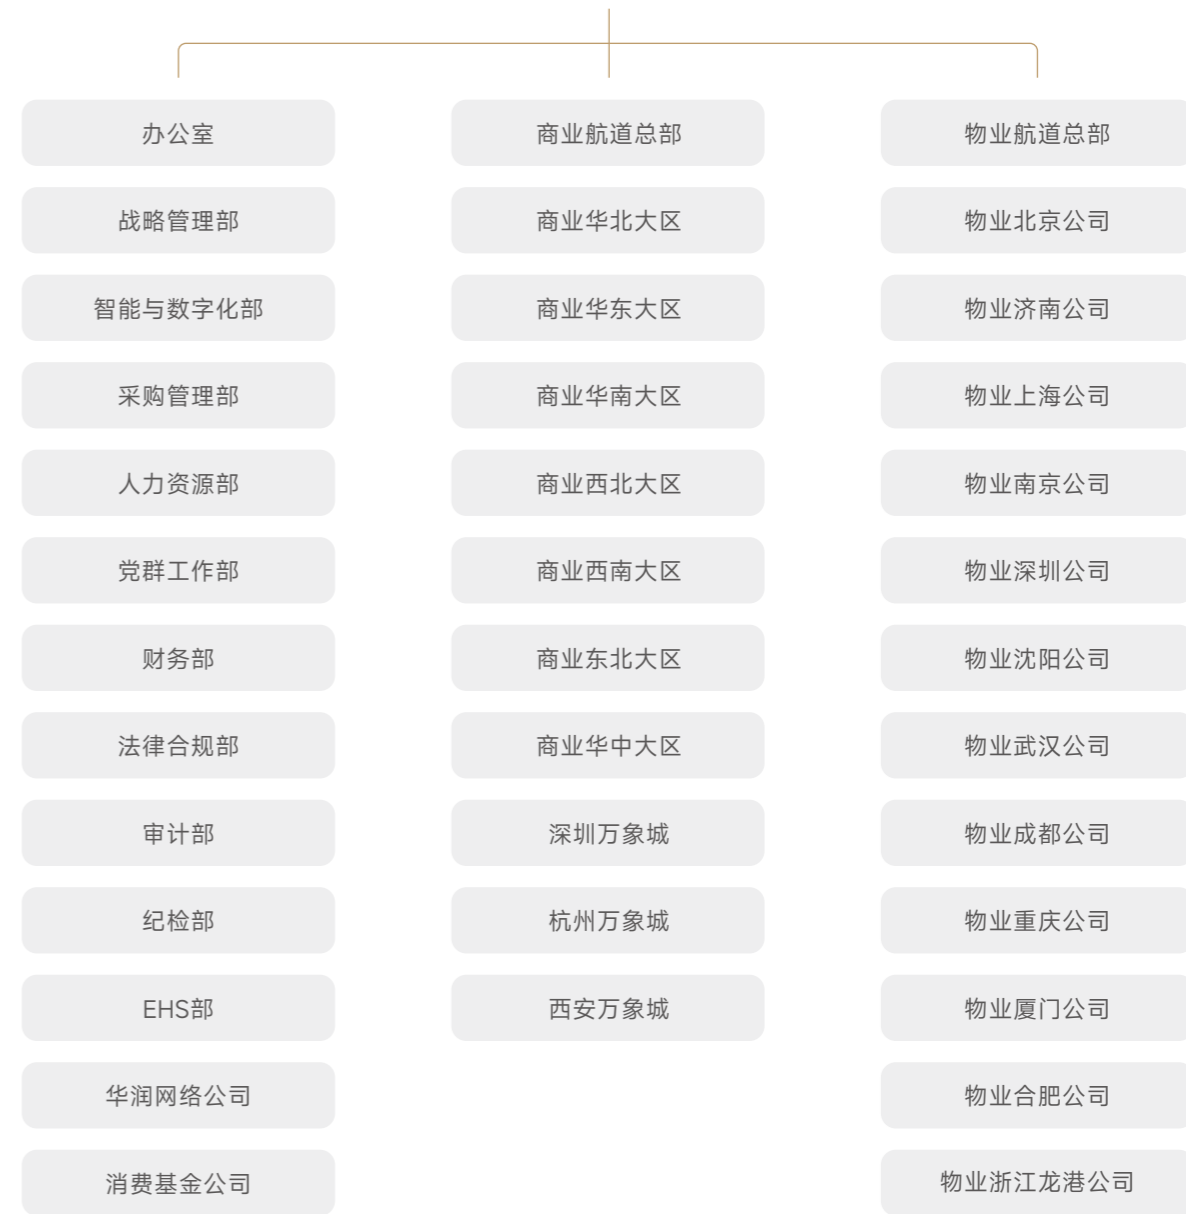 办公室
战略管理部
智能与数字化部
采购管理部
人力资源部
党群工作部
财务部
法律合规部
审计部
纪检部
EHS部
华润网络公司
消费基金公司
商业航道总部
商业华北大区
商业华东大区
商业华南大区
商业西北大区
商业西南大区
商业东北大区
商业华中大区
深圳万象城
杭州万象城
西安万象城
物业航道总部
物业北京公司
物业济南公司
物业上海公司
物业南京公司
物业深圳公司
物业沈阳公司
物业武汉公司
物业成都公司
物业重庆公司
物业厦门公司
物业合肥公司
物业浙江龙港公司